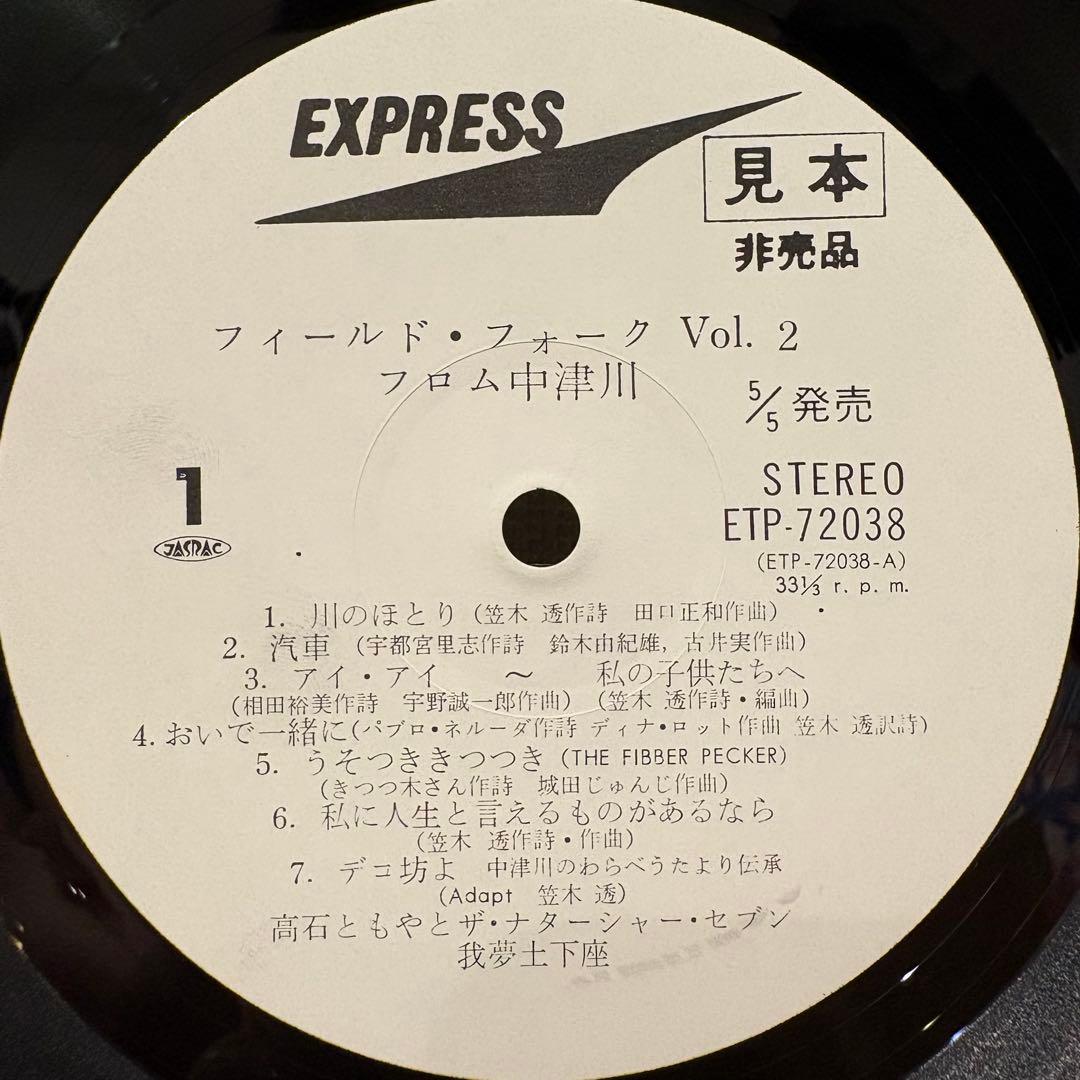 EXPRESS
見本
非売品
フィールド・フォーク Vol. 2
フロム中津川
5/5 発売
1
JASRAC
STEREO
ETP-72038
(ETP-72038-A)
33⅓ r. p. m.
1. 川のほとり (笠木 透作詩 田口正和作曲)
2. 汽車 (宇都宮里志作詩 鈴木由紀雄, 古井実作曲)
3. アイ・アイ ～ 私の子供たちへ
(相田裕美作詩 宇野誠一郎作曲) (笠木 透作詩・編曲)
4. おいで一緒に(パブロ・ネルーダ作詩 ディナ・ロット作曲 笠木 透訳詩)
5. うそつききつつき (THE FIBBER PECKER)
(きつつ木さん作詩 城田じゅんじ作曲)
6. 私に人生と言えるものがあるなら
(笠木 透作詩・作曲)
7. デコ坊よ 中津川のわらべうたより伝承
(Adapt 笠木 透)
高石ともやとザ・ナターシャー・セブン
我夢土下座